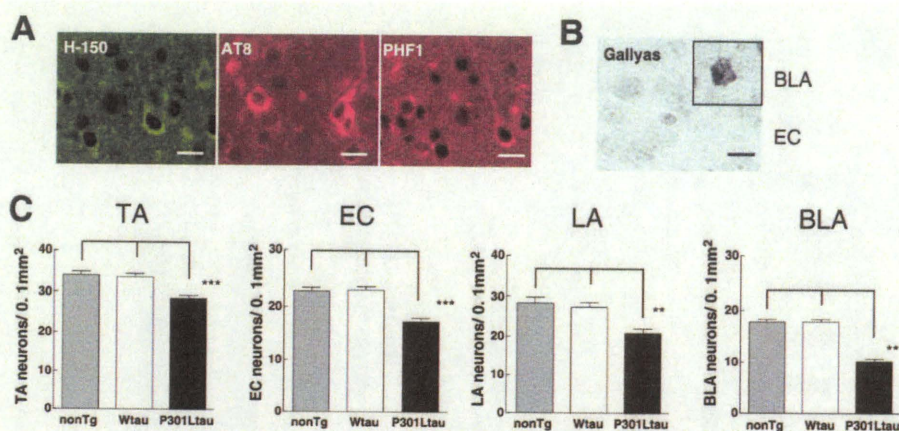 A
H-150
AT8
PHF1
B
Gallyas
BLA
EC
C
TA
TA neurons/ 0. 1mm²
40
30
20
10
0
nonTg
Wtau
P301Ltau
***
EC
EC neurons/ 0. 1mm²
30
20
10
0
nonTg
Wtau
P301Ltau
***
LA
LA neurons/ 0. 1mm²
40
30
20
10
0
nonTg
Wtau
P301Ltau
**
BLA
BLA neurons/ 0. 1mm²
30
20
10
0
nonTg
Wtau
P301Ltau
**